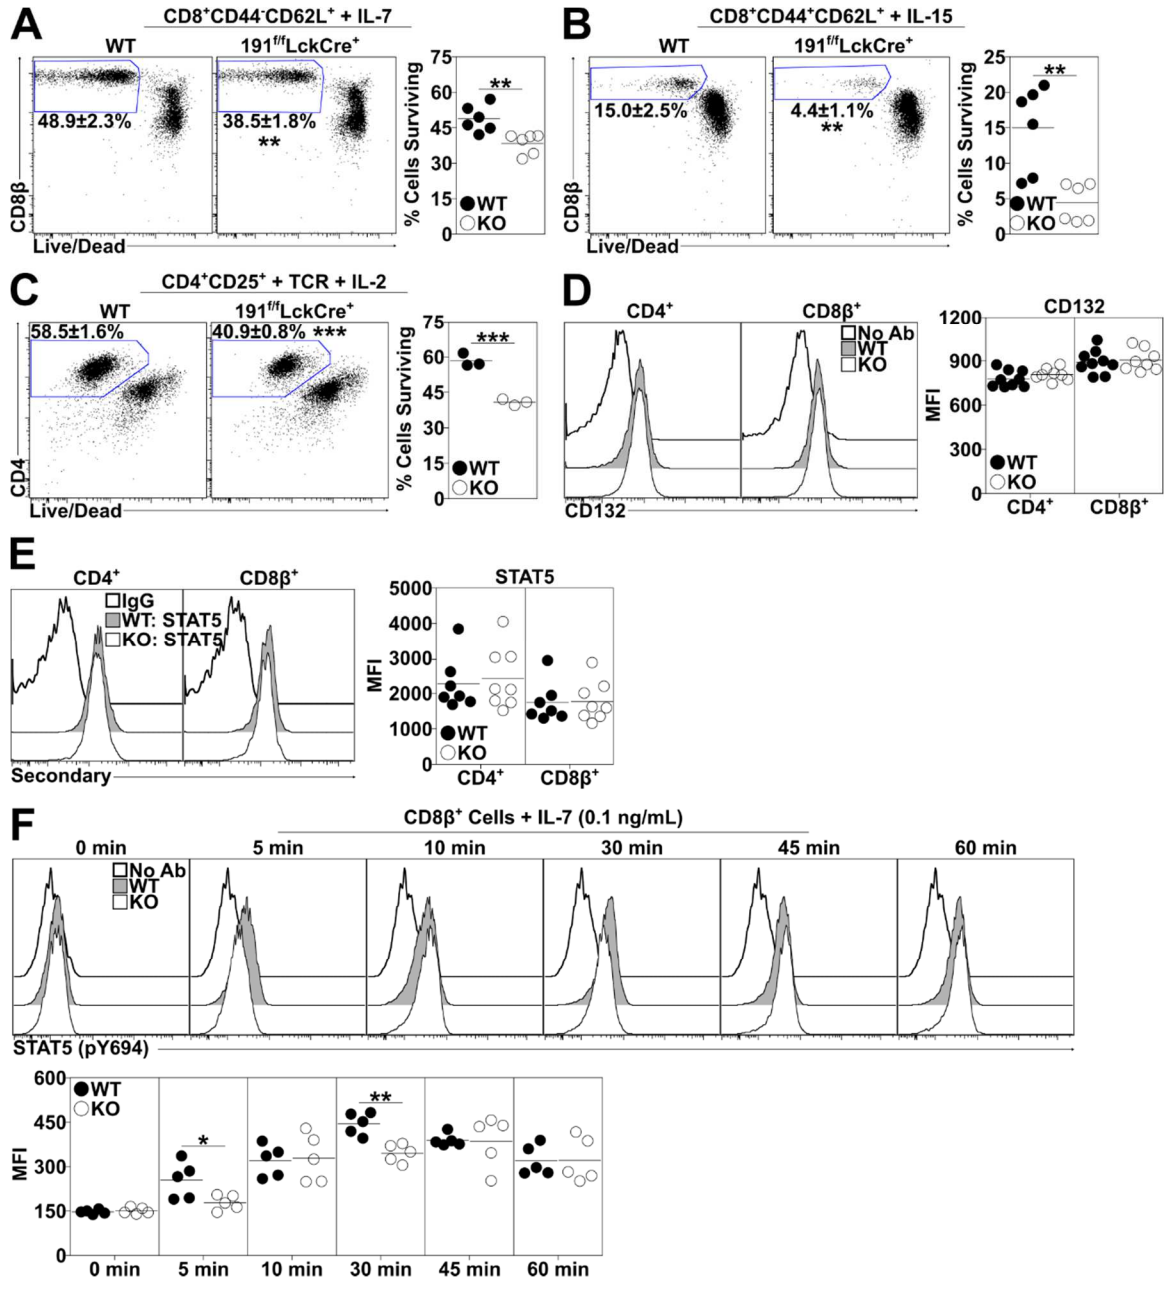 A
CD8⁺CD44⁻CD62L⁺ + IL-7
WT
191ᶠ/ᶠLckCre⁺
48.9±2.3%
38.5±1.8%
**
CD8β
Live/Dead
% Cells Surviving
75
60
45
30
15
0
**
WT
KO
B
CD8⁺CD44⁺CD62L⁺ + IL-15
WT
191ᶠ/ᶠLckCre⁺
15.0±2.5%
4.4±1.1%
**
CD8β
Live/Dead
% Cells Surviving
25
20
15
10
5
0
**
WT
KO
C
CD4⁺CD25⁺ + TCR + IL-2
WT
191ᶠ/ᶠLckCre⁺
58.5±1.6%
40.9±0.8% ***
CD4
Live/Dead
% Cells Surviving
75
60
45
30
15
0
***
WT
KO
D
CD4⁺
CD8β⁺
No Ab
WT
KO
CD132
CD132
MFI
1200
900
600
300
0
WT
KO
CD4⁺
CD8β⁺
E
CD4⁺
CD8β⁺
IgG
WT: STAT5
KO: STAT5
Secondary
STAT5
MFI
5000
4000
3000
2000
1000
0
WT
KO
CD4⁺
CD8β⁺
F
CD8β⁺ Cells + IL-7 (0.1 ng/mL)
0 min
5 min
10 min
30 min
45 min
60 min
No Ab
WT
KO
STAT5 (pY694)
MFI
600
450
300
150
0
WT
KO
*
**
0 min
5 min
10 min
30 min
45 min
60 min